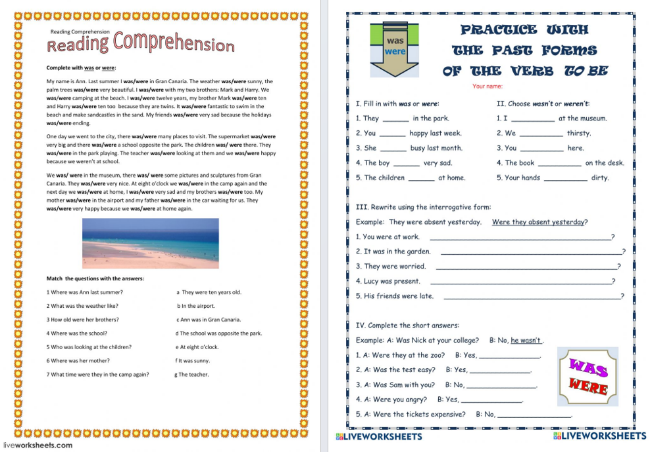 Reading Comprehension
Reading Comprehension
Complete with was or were:
My name is Ann. Last summer I was/were in Gran Canaria. The weather was/were sunny, the
palm trees was/were very beautiful. I was/were with my two brothers: Mark and Harry. We
was/were camping at the beach. I was/were twelve years, my brother Mark was/were ten
and Harry was/were ten too because they are twins. It was/were fantastic to swim in the
beach and make sandcastles in the sand. My friends was/were very sad because the holidays
was/were ending.
One day we went to the city, there was/were many places to visit. The supermarket was/were
very big and there was/were a school opposite the park. The children was/ were there. They
was/were in the park playing. The teacher was/were looking at them and we was/were happy
because we weren't at school.
We was/ were in the museum, there was/ were some pictures and sculptures from Gran
Canaria. They was/were very nice. At eight o'clock we was/were in the camp again and the
next day we was/were at home, I was/were very sad and my brothers was/were too. My
mother was/were in the airport and my father was/were in the car waiting for us. They
was/were very happy because we was/were at home again.
Match the questions with the answers:
1 Where was Ann last summer?
a They were ten years old.
2 What was the weather like?
b In the airport.
3 How old were her brothers?
c Ann was in Gran Canaria.
4 Where was the school?
d The school was opposite the park.
5 Who was looking at the children?
e At eight o'clock.
6 Where was her mother?
f It was sunny.
7 What time were they in the camp again?
g The teacher.
liveworksheets.com
was
were
PRACTICE WITH
THE PAST FORMS
OF THE VERB TO BE
Your name:
I. Fill in with was or were:
1. They ______ in the park.
2. You ______ happy last week.
3. She ______ busy last month.
4. The boy ______ very sad.
5. The children ______ at home.
II. Choose wasn't or weren't:
1. I ________ at the museum.
2. We ________ thirsty.
3. You ________ here.
4. The book ________ on the desk.
5. Your hands ________ dirty.
III. Rewrite using the interrogative form:
Example: They were absent yesterday. Were they absent yesterday?
1. You were at work. ______________________________?
2. It was in the garden. ______________________________?
3. They were worried. ______________________________?
4. Lucy was present. ______________________________?
5. His friends were late. ______________________________?
IV. Complete the short answers:
Example: A: Was Nick at your college? B: No, he wasn't.
1. A: Were they at the zoo? B: Yes, ____________.
2. A: Was the test easy? B: Yes, ____________.
3. A: Was Sam with you? B: No, ____________.
4. A: Were you angry? B: Yes, ____________.
5. A: Were the tickets expensive? B: No, ____________.
WAS
WERE
LIVEWORKSHEETS
LIVEWORKSHEETS